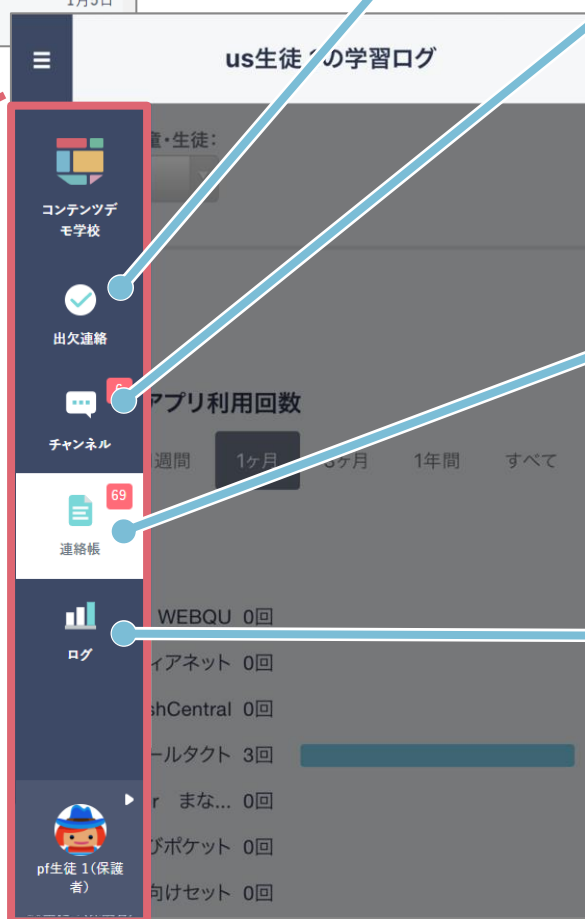 1月5日
us生徒 の学習ログ
童・生徒:
コンテンツデ
モ学校
出欠連絡
アプリ利用回数
チャンネル
週間 1ヶ月 ヶ月 1年間 すべて
69
連絡帳
WEBQU 0回
ログ
ィアネット 0回
shCentral 0回
ールタクト 3回
r まな... 0回
びポケット 0回
pf生徒 1(保護
者)
向けセット 0回